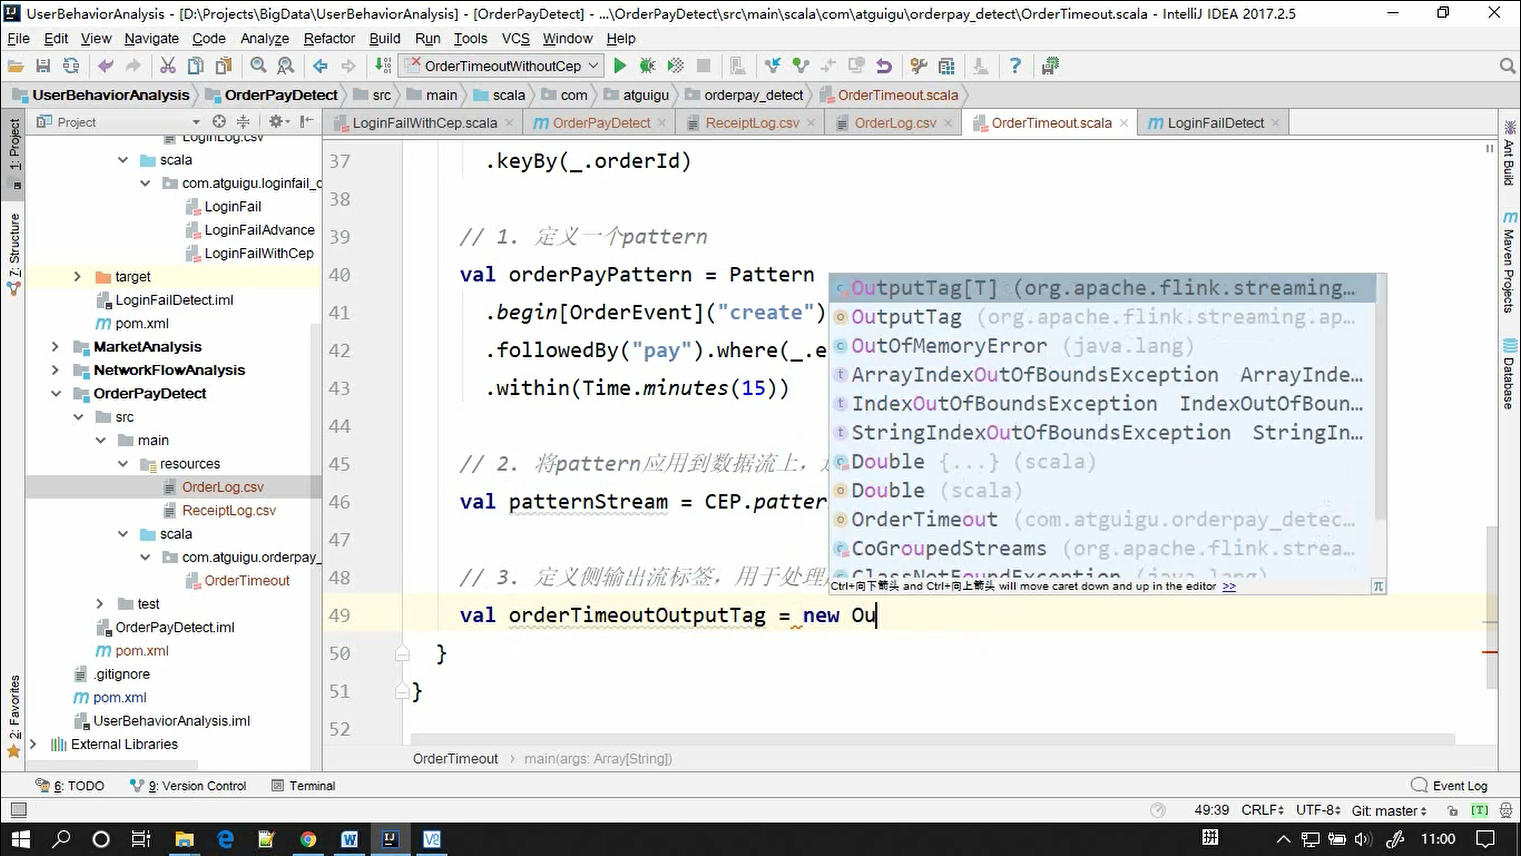 UserBehaviorAnalysis - [D:\Projects\BigData\UserBehaviorAnalysis] - [OrderPayDetect] - ...\OrderPayDetect\src\main\scala\com\atguigu\orderpay_detect\OrderTimeout.scala - IntelliJ IDEA 2017.2.5
File Edit View Navigate Code Analyze Refactor Build Run Tools VCS Window Help
OrderTimeoutWithoutCep
UserBehaviorAnalysis OrderPayDetect src main scala com atguigu orderpay_detect OrderTimeout.scala
Project
LoginFailWithCep.scala OrderPayDetect ReceiptLog.csv OrderLog.csv OrderTimeout.scala LoginFailDetect
1: Project
7: Structure
2: Favorites
LoginLog.csv
scala
com.atguigu.loginfail_d
LoginFail
LoginFailAdvance
LoginFailWithCep
target
LoginFailDetect.iml
pom.xml
MarketAnalysis
NetworkFlowAnalysis
OrderPayDetect
src
main
resources
OrderLog.csv
ReceiptLog.csv
scala
com.atguigu.orderpay_
OrderTimeout
test
OrderPayDetect.iml
pom.xml
.gitignore
pom.xml
UserBehaviorAnalysis.iml
External Libraries
37 .keyBy(_.orderId)
38
39 // 1. 定义一个pattern
40 val orderPayPattern = Pattern
41 .begin[OrderEvent]("create")
42 .followedBy("pay").where(_.e
43 .within(Time.minutes(15))
44
45 // 2. 将pattern应用到数据流上,
46 val patternStream = CEP.patter
47
48 // 3. 定义侧输出流标签，用于处理
49 val orderTimeoutOutputTag = new Ou
50 }
51 }
52
OutputTag[T] (org.apache.flink.streaming...
OutputTag (org.apache.flink.streaming.ap...
OutOfMemoryError (java.lang)
ArrayIndexOutOfBoundsException ArrayInde...
IndexOutOfBoundsException IndexOutOfBoun...
StringIndexOutOfBoundsException StringIn...
Double {...} (scala)
Double (scala)
OrderTimeout (com.atguigu.orderpay_detec...
CoGroupedStreams (org.apache.flink.strea...
ClassNotFoundException (java.lang)
Ctrl+向下箭头 and Ctrl+向上箭头 will move caret down and up in the editor >>
π
OrderTimeout main(args: Array[String])
Ant Build
Maven Projects
Database
6: TODO 9: Version Control Terminal Event Log
49:39 CRLF UTF-8 Git: master [T]
拼 11:00